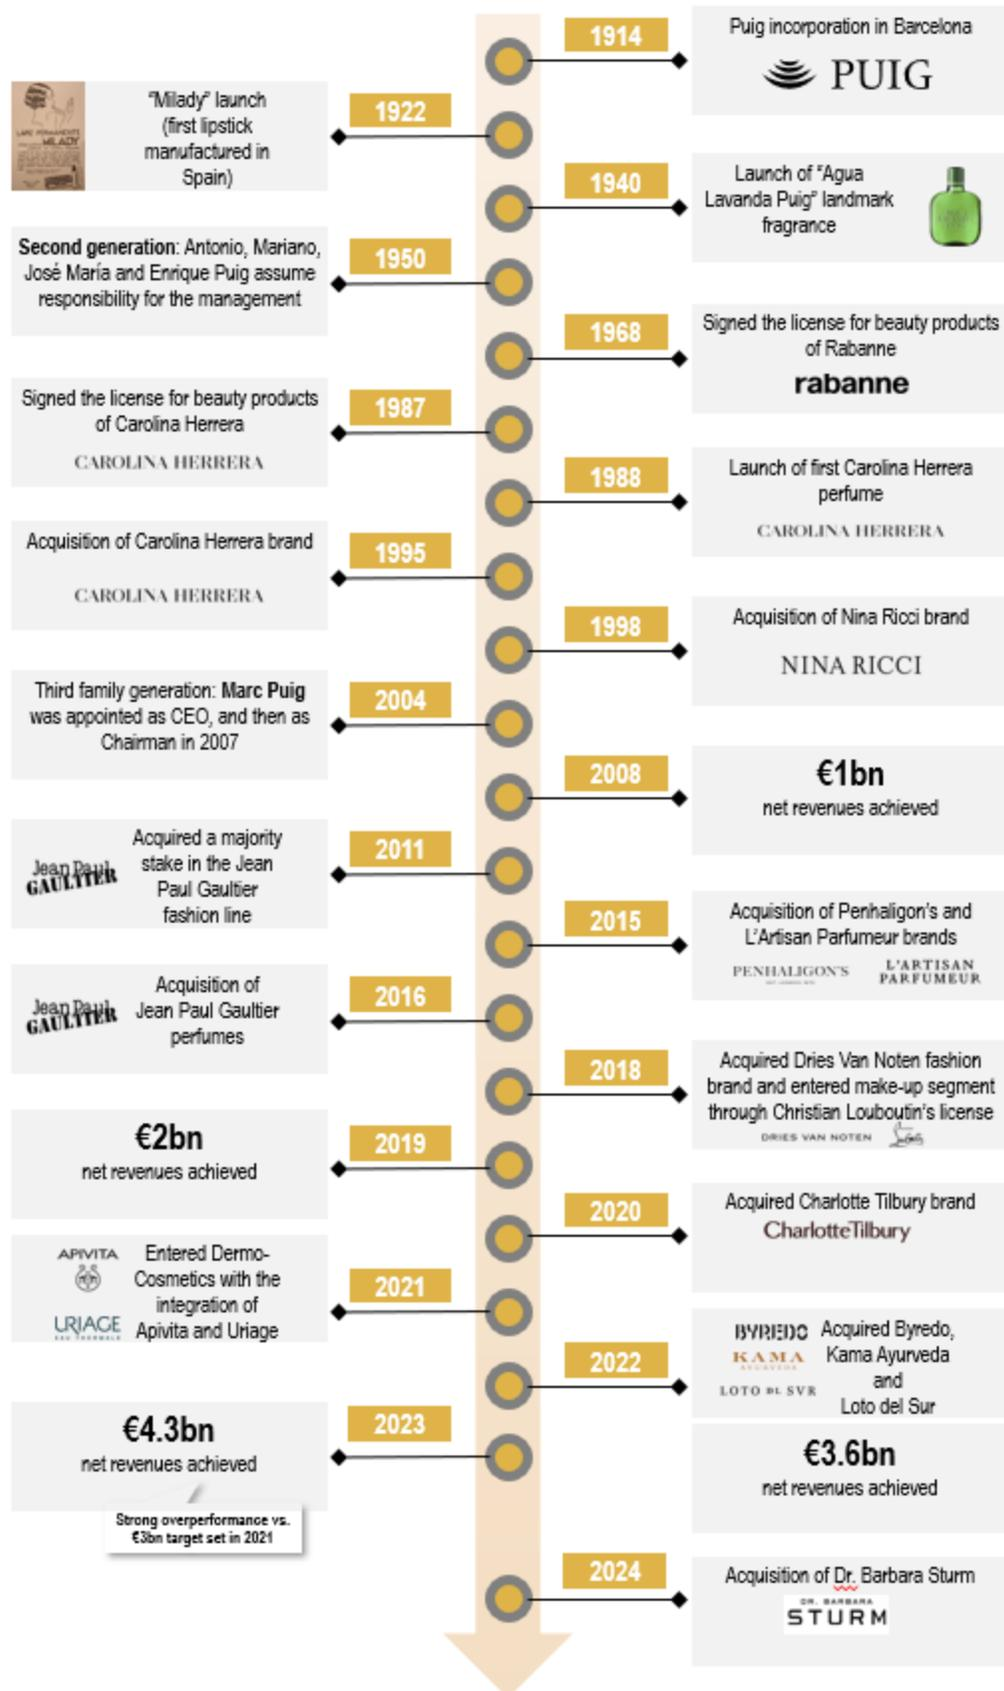 1914
Puig incorporation in Barcelona
PUIG
1922
"Milady" launch
(first lipstick
manufactured in
Spain)
MILADY
1940
Launch of "Agua
Lavanda Puig" landmark
fragrance
1950
Second generation: Antonio, Mariano,
José María and Enrique Puig assume
responsibility for the management
1968
Signed the license for beauty products
of Rabanne
rabanne
1987
Signed the license for beauty products
of Carolina Herrera
CAROLINA HERRERA
1988
Launch of first Carolina Herrera
perfume
CAROLINA HERRERA
1995
Acquisition of Carolina Herrera brand
CAROLINA HERRERA
1998
Acquisition of Nina Ricci brand
NINA RICCI
2004
Third family generation: Marc Puig
was appointed as CEO, and then as
Chairman in 2007
2008
€1bn
net revenues achieved
2011
Jean Paul
GAULTIER
Acquired a majority
stake in the Jean
Paul Gaultier
fashion line
2015
Acquisition of Penhaligon's and
L'Artisan Parfumeur brands
PENHALIGON'S
L'ARTISAN
PARFUMEUR
2016
Jean Paul
GAULTIER
Acquisition of
Jean Paul Gaultier
perfumes
2018
Acquired Dries Van Noten fashion
brand and entered make-up segment
through Christian Louboutin's license
DRIES VAN NOTEN
2019
€2bn
net revenues achieved
2020
Acquired Charlotte Tilbury brand
CharlotteTilbury
2021
APIVITA
URIAGE
EAU THERMALE
Entered Dermo-
Cosmetics with the
integration of
Apivita and Uriage
2022
BYREDO
KAMA
AYURVEDA
LOTO DEL SVR
Acquired Byredo,
Kama Ayurveda
and
Loto del Sur
€3.6bn
net revenues achieved
2023
€4.3bn
net revenues achieved
Strong overperformance vs.
€3bn target set in 2021
2024
Acquisition of Dr. Barbara Sturm
DR. BARBARA
STURM